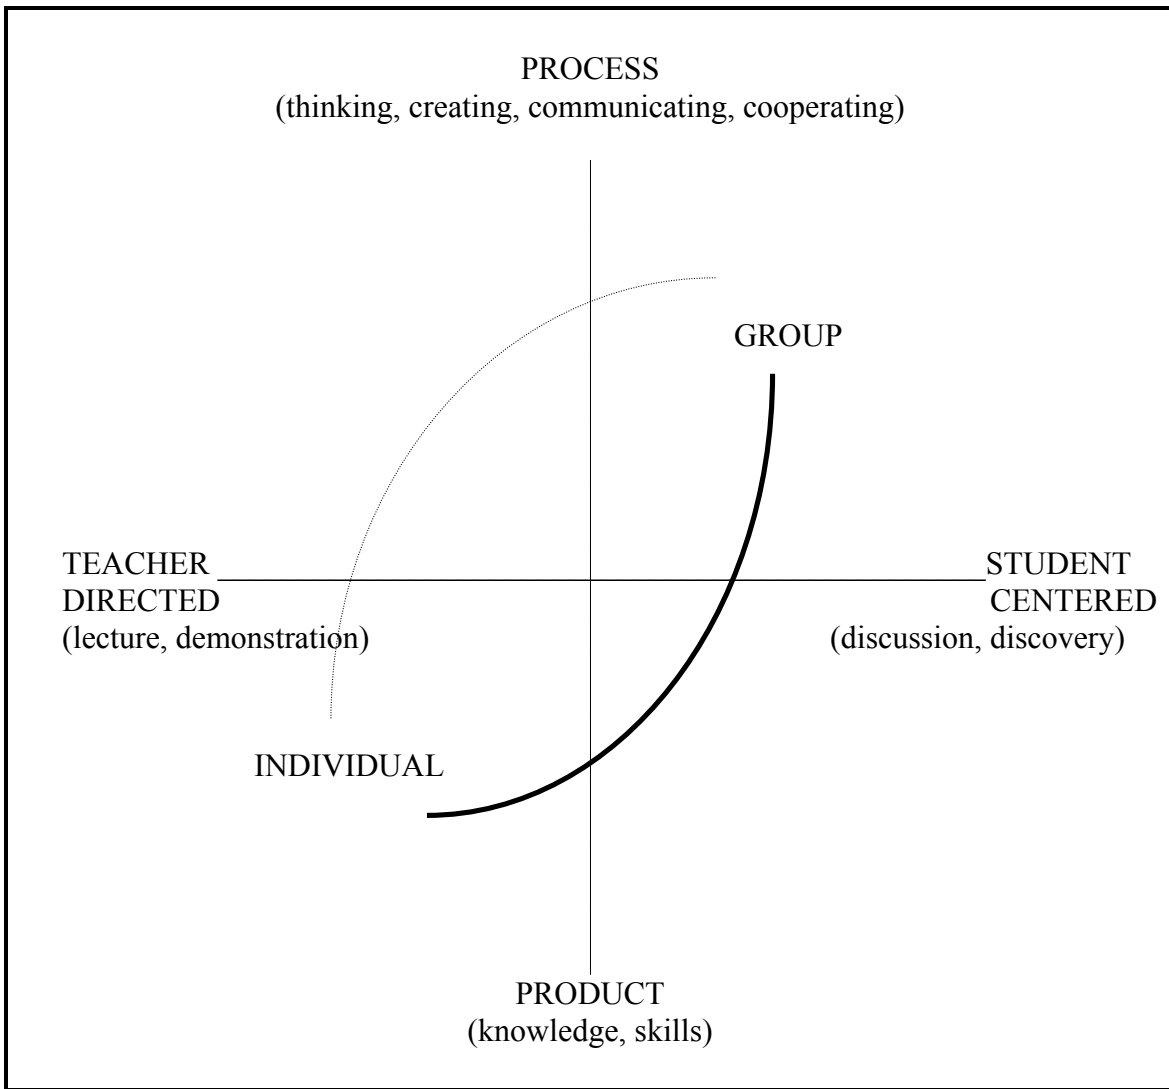 PROCESS
(thinking, creating, communicating, cooperating)
GROUP
TEACHER
DIRECTED
(lecture, demonstration)
STUDENT
CENTERED
(discussion, discovery)
INDIVIDUAL
PRODUCT
(knowledge, skills)